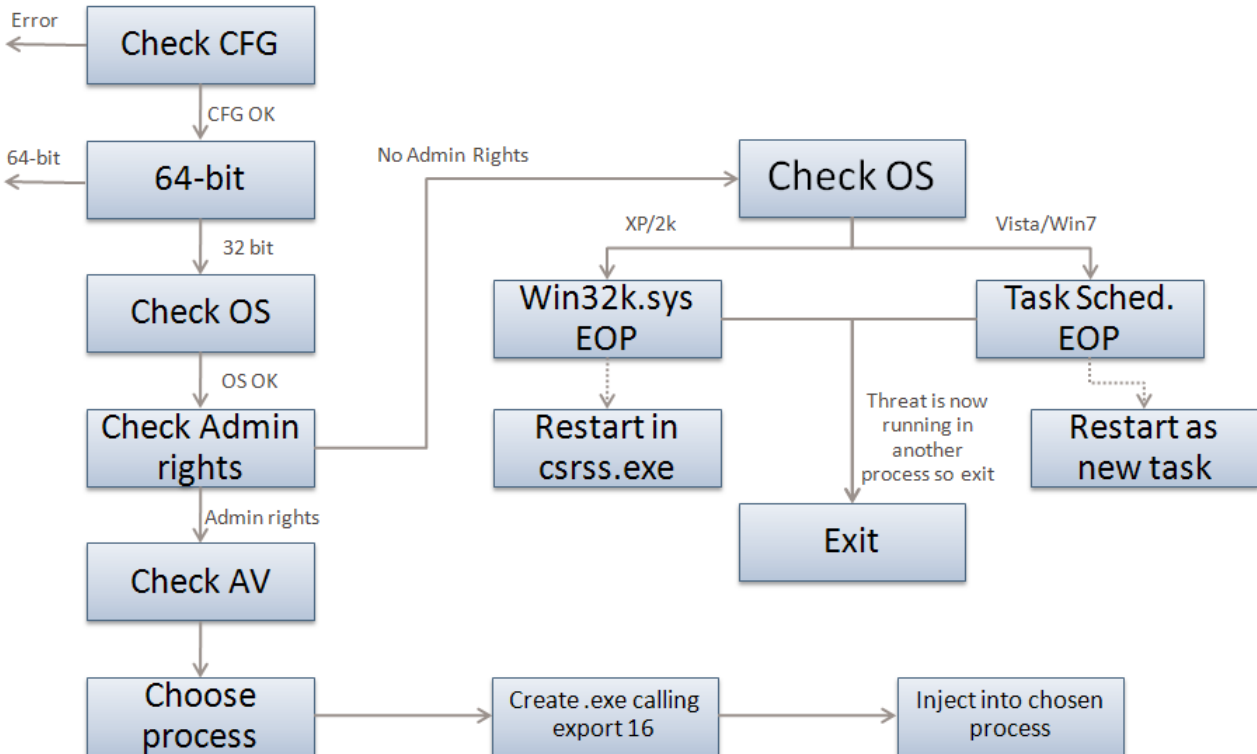 Error
Check CFG
CFG OK
64-bit
64-bit
No Admin Rights
Check OS
32 bit
XP/2k
Vista/Win7
Check OS
Win32k.sys
EOP
Task Sched.
EOP
OS OK
Check Admin
rights
Threat is now
running in
another
process so exit
Restart in
csrss.exe
Restart as
new task
Admin rights
Exit
Check AV
Choose
process
Create .exe calling
export 16
Inject into chosen
process